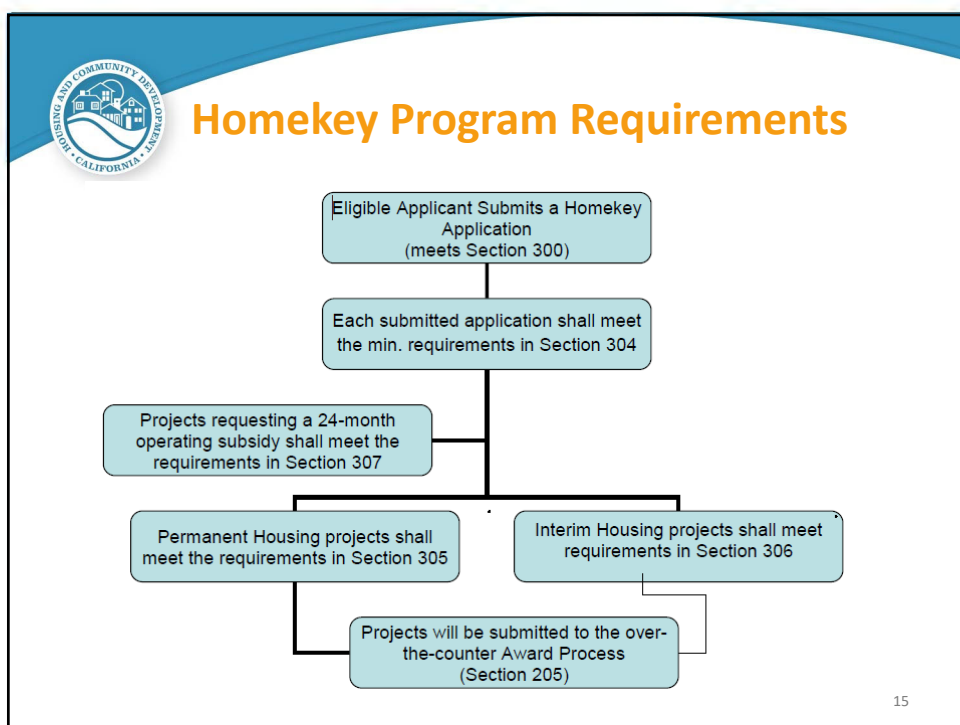 HOUSING AND COMMUNITY DEVELOPMENT
• CALIFORNIA •
Homekey Program Requirements
Eligible Applicant Submits a Homekey
Application
(meets Section 300)
Each submitted application shall meet
the min. requirements in Section 304
Projects requesting a 24-month
operating subsidy shall meet the
requirements in Section 307
Permanent Housing projects shall
meet the requirements in Section 305
Interim Housing projects shall meet
requirements in Section 306
Projects will be submitted to the over-
the-counter Award Process
(Section 205)
15